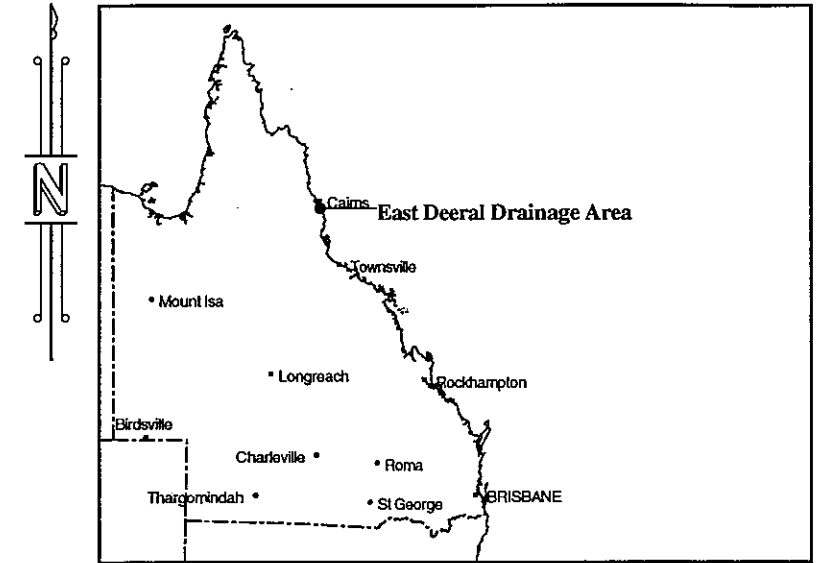 N
Cairns
East Deeral Drainage Area
Townsville
Mount Isa
Longreach
Rockhampton
Birdsville
Charleville
Roma
Thargomindah
St George
BRISBANE